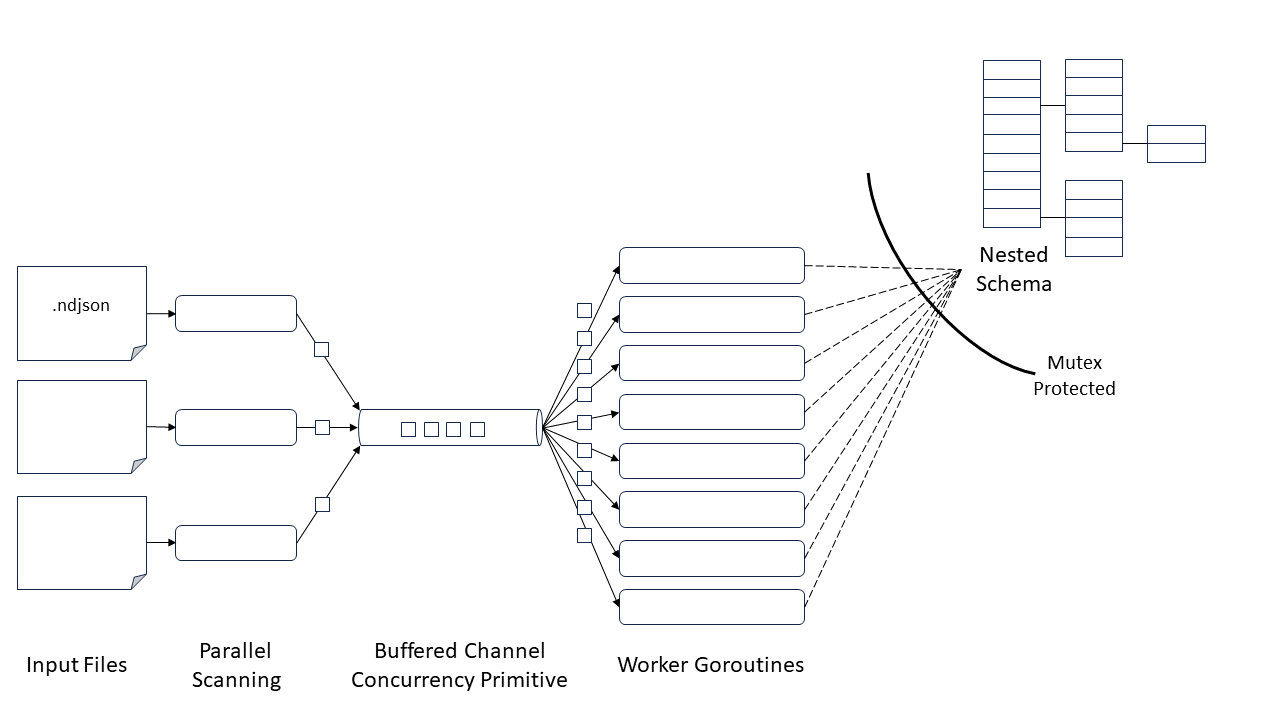 Nested
Schema
.ndjson
Mutex
Protected
Input Files
Parallel
Scanning
Buffered Channel
Concurrency Primitive
Worker Goroutines